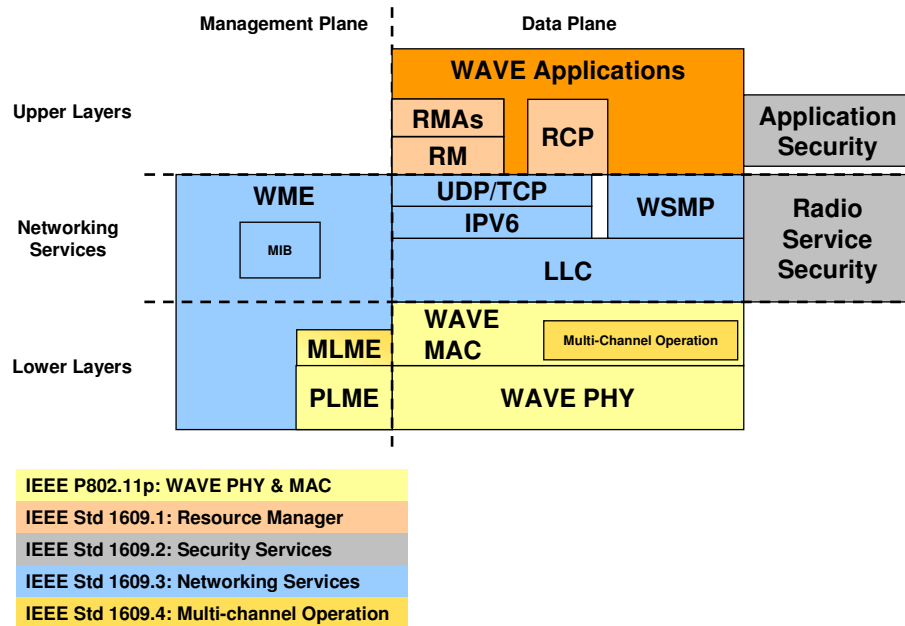 Management Plane
Data Plane
WAVE Applications
Upper Layers
RMAs
RM
RCP
Application
Security
WME
MIB
UDP/TCP
IPV6
WSMP
LLC
Networking
Services
Radio
Service
Security
WAVE
MAC
Multi-Channel Operation
Lower Layers
MLME
PLME
WAVE PHY
IEEE P802.11p: WAVE PHY & MAC
IEEE Std 1609.1: Resource Manager
IEEE Std 1609.2: Security Services
IEEE Std 1609.3: Networking Services
IEEE Std 1609.4: Multi-channel Operation